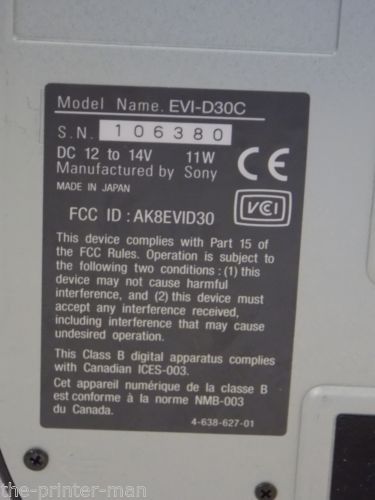 Model Name. EVI-D30C
S.N. 106380
DC 12 to 14V 11W
Manufactured by Sony
MADE IN JAPAN
CE
FCC ID : AK8EVID30
VCI
This device complies with Part 15 of
the FCC Rules. Operation is subject to
the following two conditions : (1) this
device may not cause harmful
interference, and (2) this device must
accept any interference received,
including interference that may cause
undesired operation.
This Class B digital apparatus complies
with Canadian ICES-003.
Cet appareil numérique de la classe B
est conforme à la norme NMB-003
du Canada.
4-638-627-01
the-printer-man